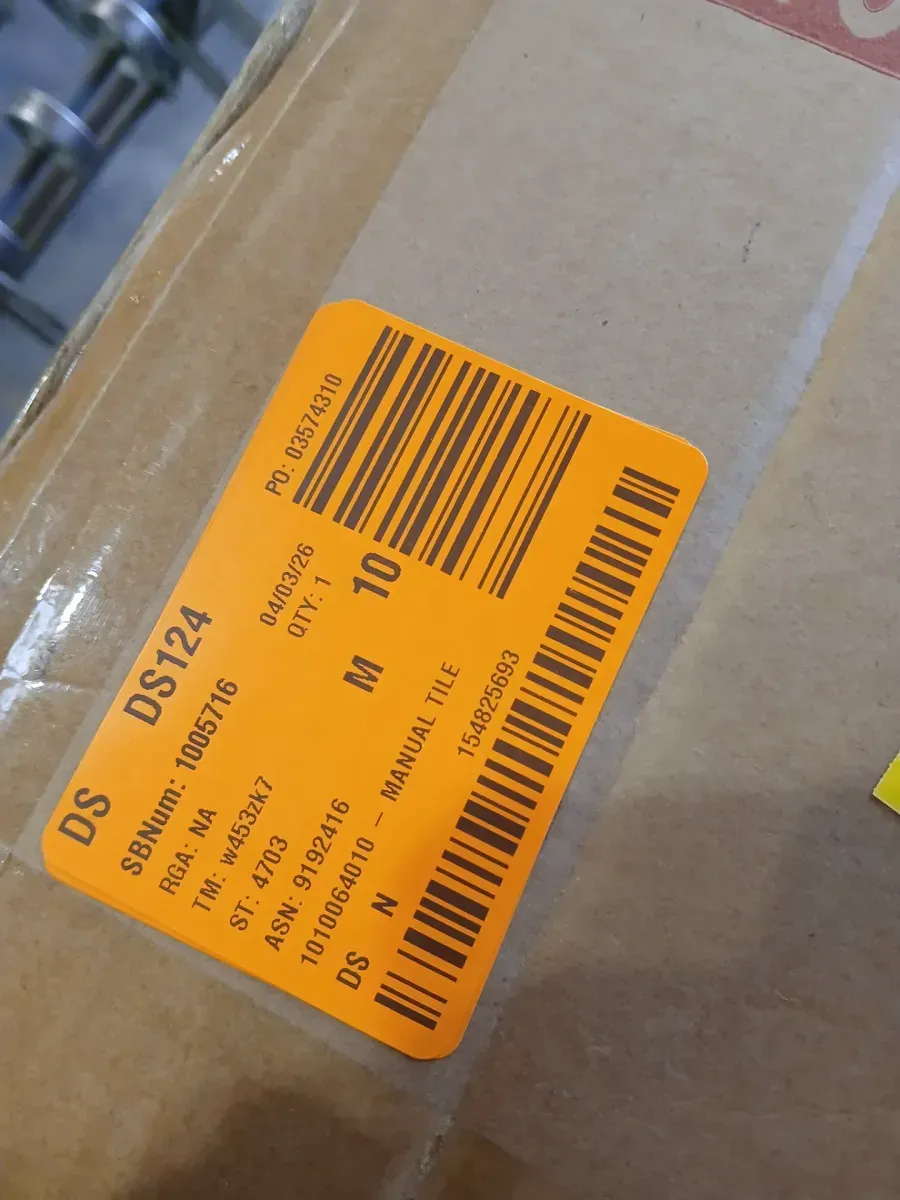 DS DS124
SBNum: 1005716
RGA: NA 04/03/26 PO: 03574310
TM: w453zk7 QTY: 1
ST: 4703 M 10
ASN: 9192416
1010064010 - MANUAL TILE
DS N
154825693